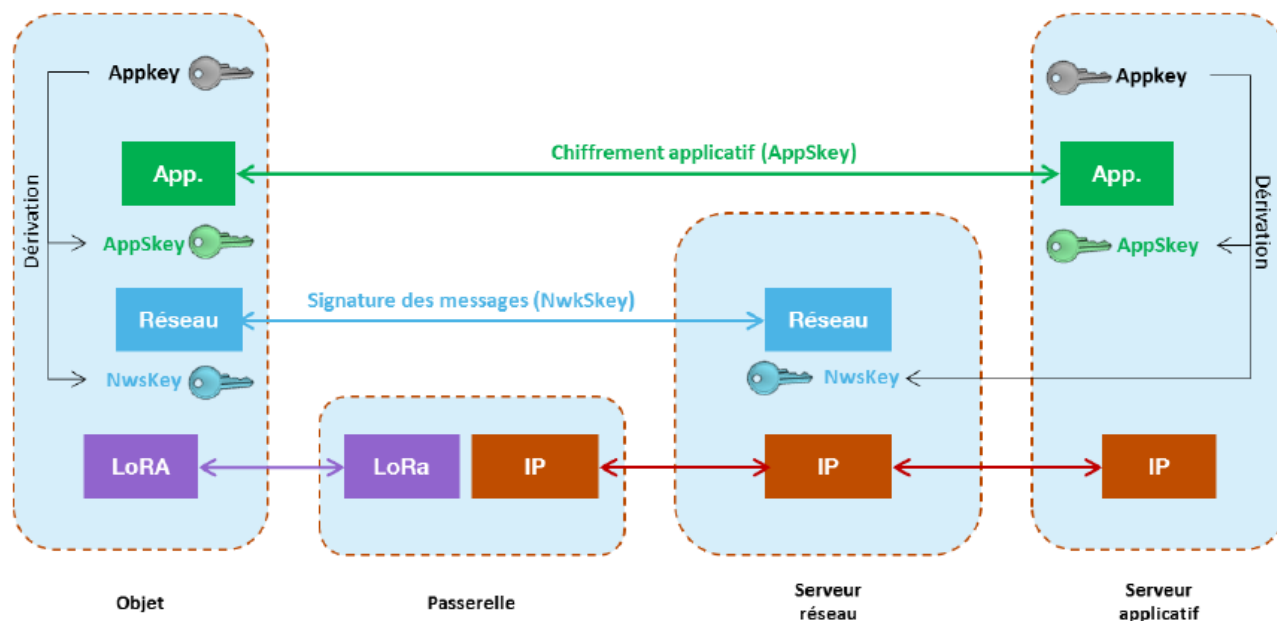 Appkey
Appkey
Chiffrement applicatif (AppSkey)
App.
App.
Dérivation
Dérivation
AppSkey
AppSkey
Signature des messages (NwkSkey)
Réseau
Réseau
NwsKey
NwsKey
LoRA
LoRa
IP
IP
IP
Objet
Passerelle
Serveur
réseau
Serveur
applicatif